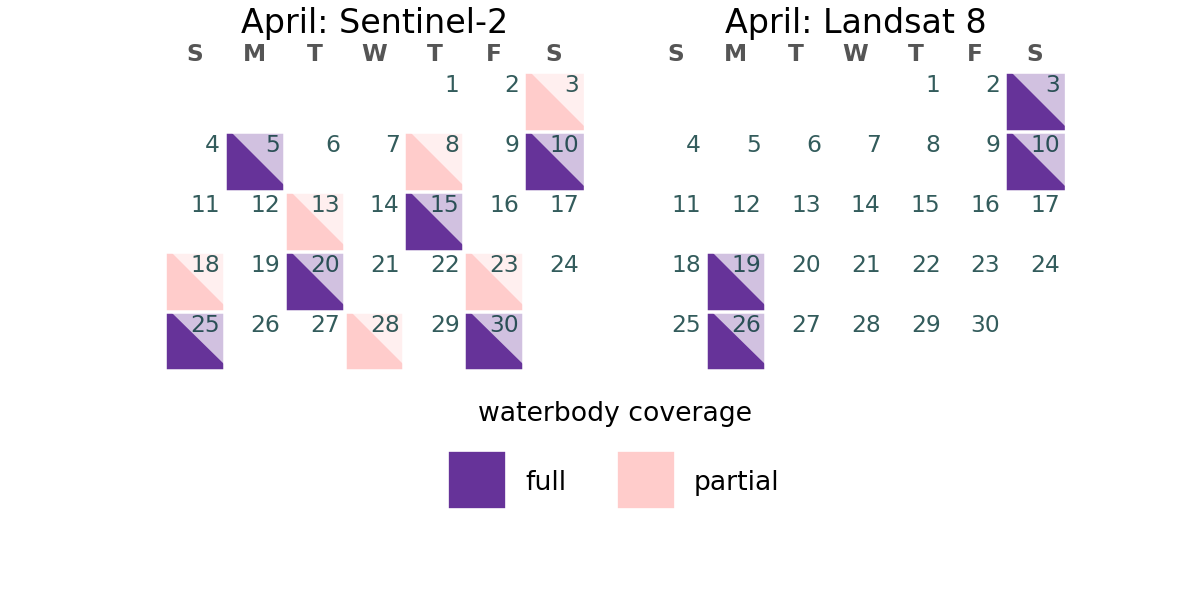 April: Sentinel-2
S M T W T F S
1 2 3
4 5 6 7 8 9 10
11 12 13 14 15 16 17
18 19 20 21 22 23 24
25 26 27 28 29 30
April: Landsat 8
S M T W T F S
1 2 3
4 5 6 7 8 9 10
11 12 13 14 15 16 17
18 19 20 21 22 23 24
25 26 27 28 29 30
waterbody coverage
full
partial